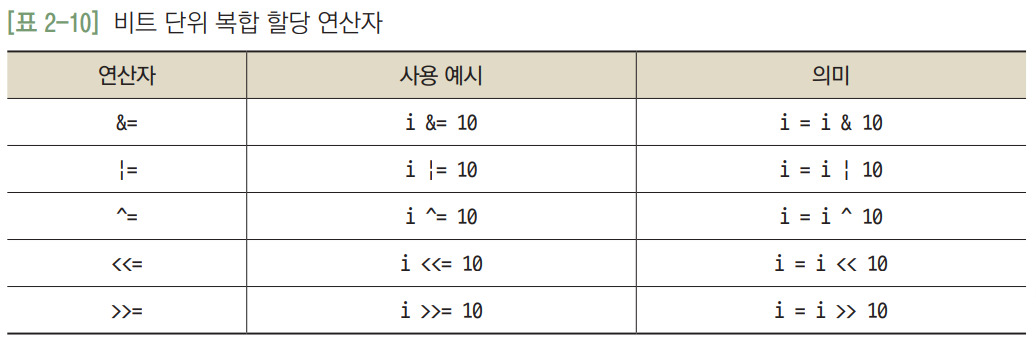 [표 2-10] 비트 단위 복합 할당 연산자
연산자 사용 예시 의미
&= i &= 10 i = i & 10
¦= i ¦= 10 i = i ¦ 10
^= i ^= 10 i = i ^ 10
<<= i <<= 10 i = i << 10
>>= i >>= 10 i = i >> 10